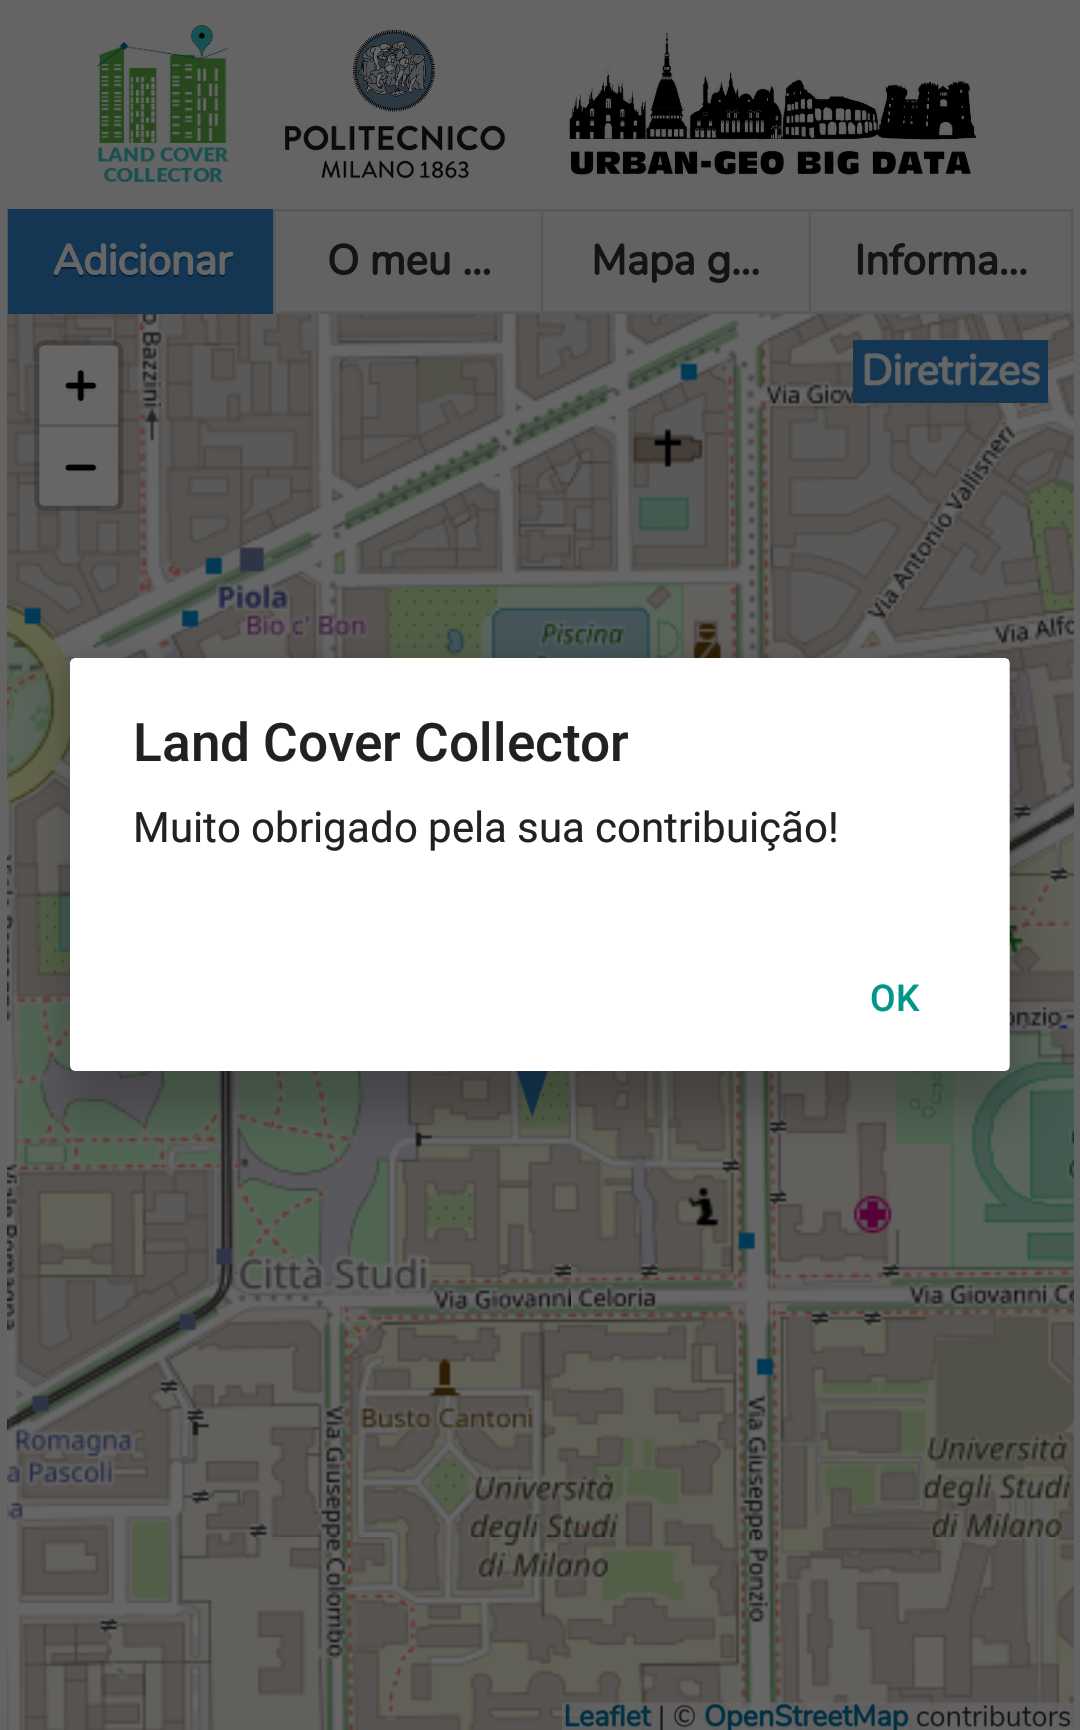 LAND COVER
COLLECTOR
POLITECNICO
MILANO 1863
URBAN-GEO BIG DATA
Adicionar
O meu ...
Mapa g...
Informa...
+
−
Diretrizes
o Bazzini
Via Giov
Via Antonio Vallisneri
Piola
Bio c' Bon
Piscina
Via Alfo
Land Cover Collector
Muito obrigado pela sua contribuição!
OK
onzio
Città Studi
Via Giovanni Celoria
Via Giovanni Ce
Viale Romagna
Busto Cantoni
Romagna
a Pascoli
a
Via Giuseppe Colombo
Via Giuseppe Ponzio
Università
degli Studi
di Milano
Università
degli Studi
di Milano
Leaflet | © OpenStreetMap contributors